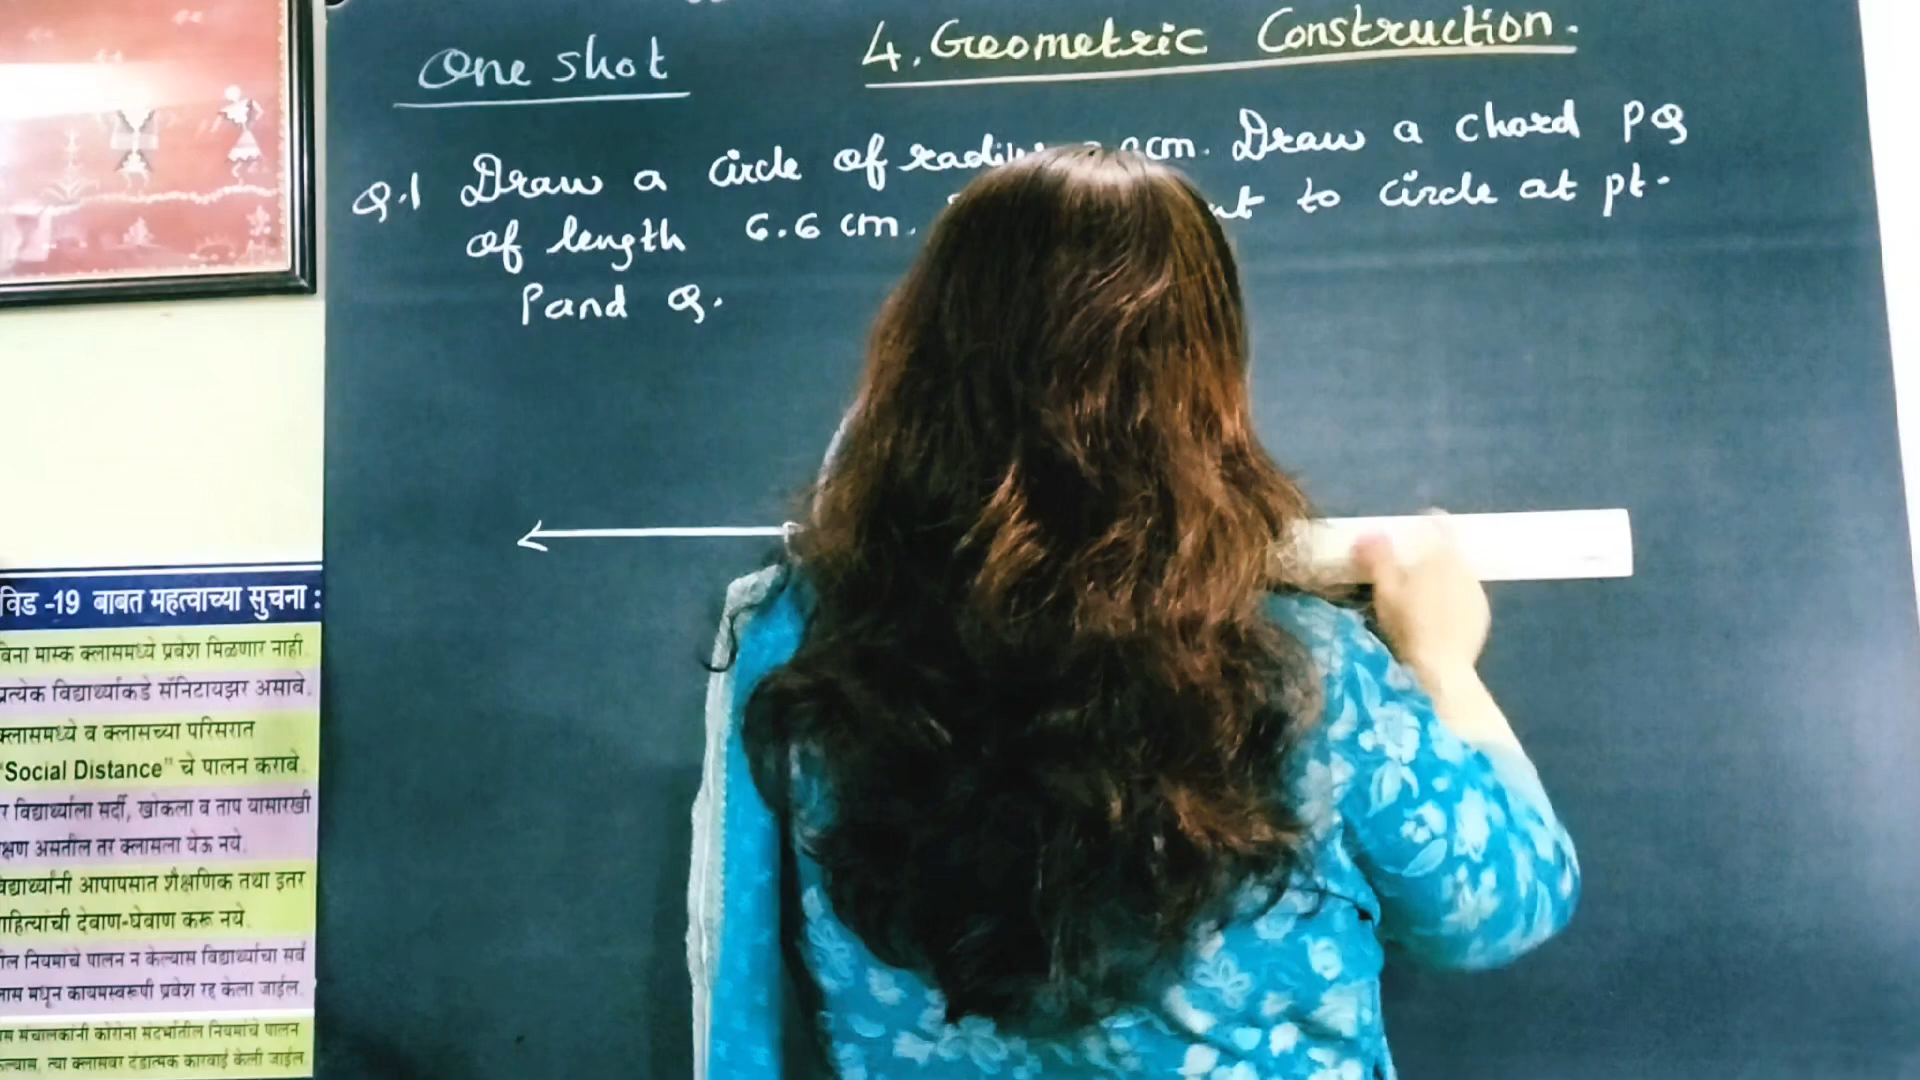 One shot
4. Geometric Construction.
Q.1 Draw a circle of cm. Draw a chord PQ
of length 6.6 cm. to circle at pt.
P and Q.
विड -19 बाबत महत्वाच्या सुचना :
विना मास्क क्लासमध्ये प्रवेश मिळणार नाही.
प्रत्येक विद्यार्थ्याकडे सॅनिटायझर असावे.
क्लासमध्ये व क्लासच्या परिसरात
"Social Distance" चे पालन करावे.
र विद्यार्थ्याला सर्दी, खोकला व ताप यासारखी
क्षण असतील तर क्लासला येऊ नये.
विद्यार्थ्यांनी आपापसात शैक्षणिक तथा इतर
ाहित्यांची देवाण-घेवाण करू नये.
ील नियमांचे पालन न केल्यास विद्यार्थ्याचा सर्व
लास मधून कायमस्वरूपी प्रवेश रद्द केला जाईल.
स संचालकांनी कोरोना संदर्भातील नियमांचे पालन
केल्यास, त्या क्लासवर दंडात्मक कारवाई केली जाईल